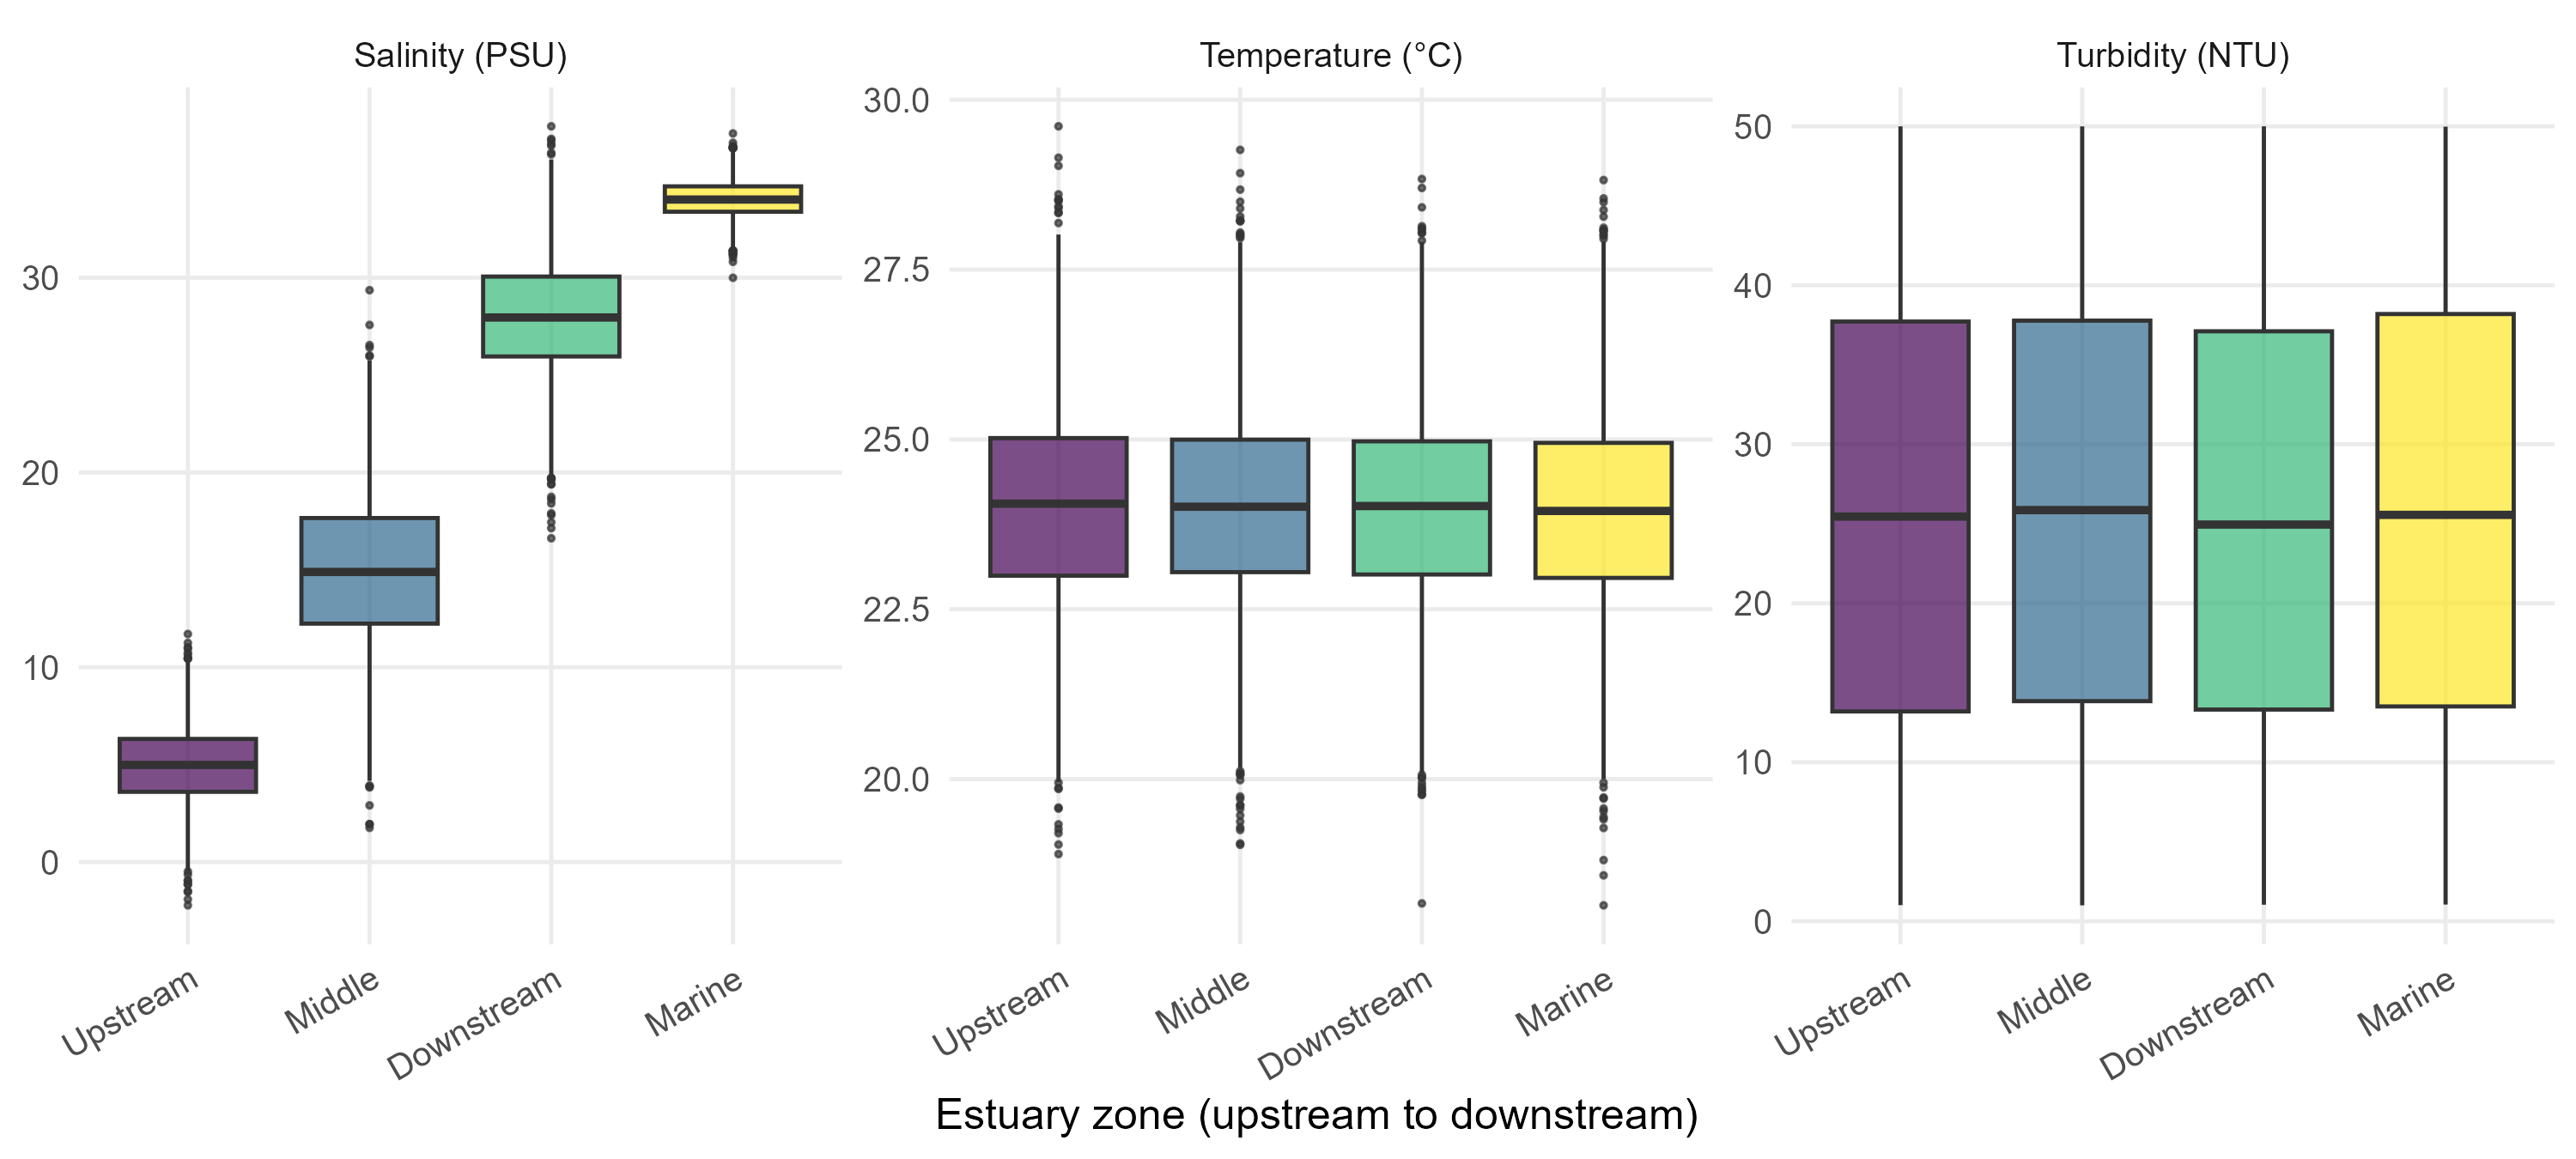 Salinity (PSU)
Temperature (°C)
Turbidity (NTU)
30
20
10
0
Upstream
Middle
Downstream
Marine
30.0
27.5
25.0
22.5
20.0
Upstream
Middle
Downstream
Marine
50
40
30
20
10
0
Upstream
Middle
Downstream
Marine
Estuary zone (upstream to downstream)